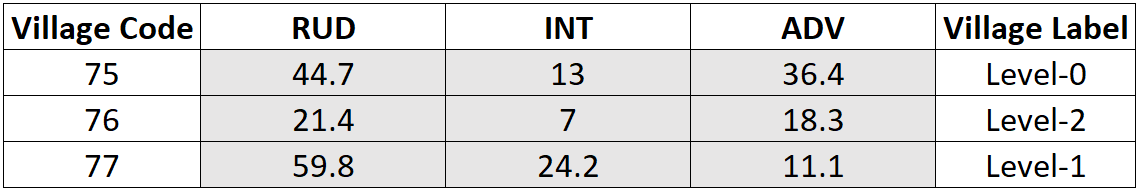 Village Code RUD INT ADV Village Label
75 44.7 13 36.4 Level-0
76 21.4 7 18.3 Level-2
77 59.8 24.2 11.1 Level-1